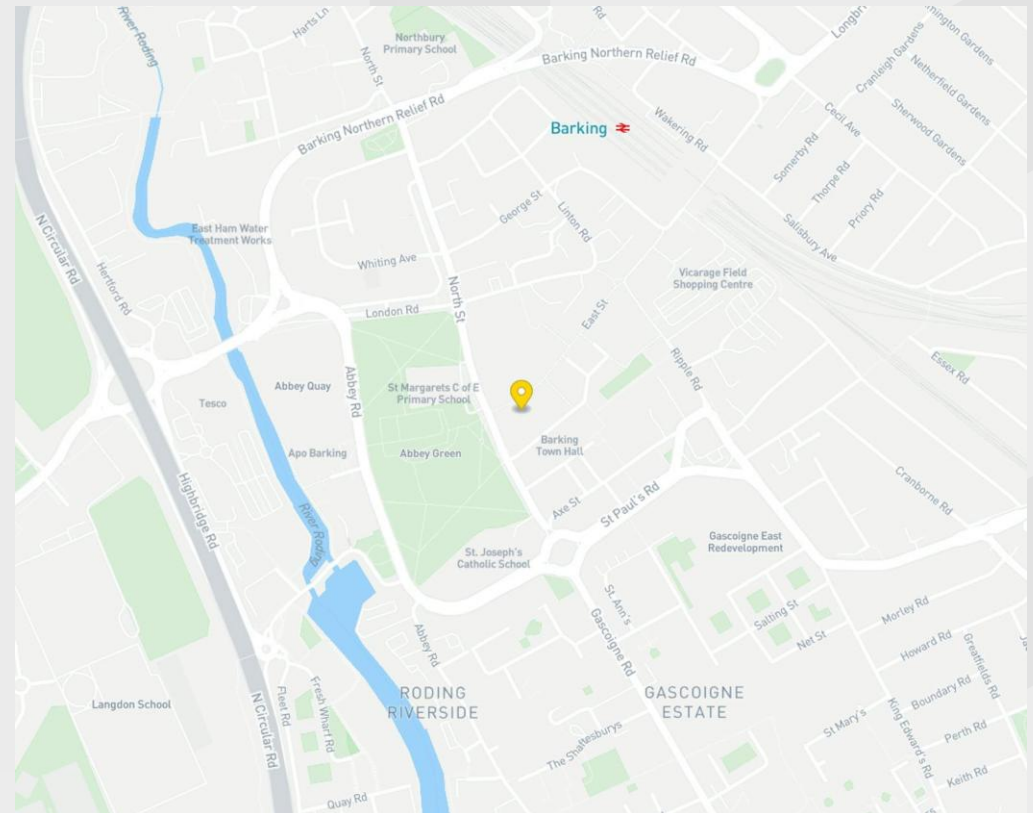 River Roding
Harts Ln
Northbury
Primary School
North St
Rd
Barking Northern Relief Rd
Barking Northern Relief Rd
Cranleigh Gardens
Netherfield Gardens
Sherwood Gardens
Cecil Ave
Barking
Wakering Rd
Somerby Rd
Thorpe Rd
Priory Rd
Salisbury Ave
N Circular Rd
Hertford Rd
East Ham Water
Treatment Works
George St
Linton Rd
Whiting Ave
North St
Vicarage Field
Shopping Centre
London Rd
East St
Ripple Rd
Essex Rd
Abbey Rd
Abbey Quay
St Margarets C of E
Primary School
Tesco
Apo Barking
Abbey Green
Barking
Town Hall
Cranborne Rd
Highbridge Rd
River Roding
Axe St
St Paul's Rd
Gascoigne East
Redevelopment
St. Joseph's
Catholic School
St. Ann's
Gascoigne Rd
Salting St
Net St
Morley Rd
Howard Rd
Greatfields Rd
Boundary Rd
Perth Rd
Keith Rd
Abbey Rd
RODING
RIVERSIDE
GASCOIGNE
ESTATE
Langdon School
N Circular Rd
Fleet Rd
Fresh Wharf Rd
The Shaftesburys
St Mary's
King Edward's Rd
Quay Rd